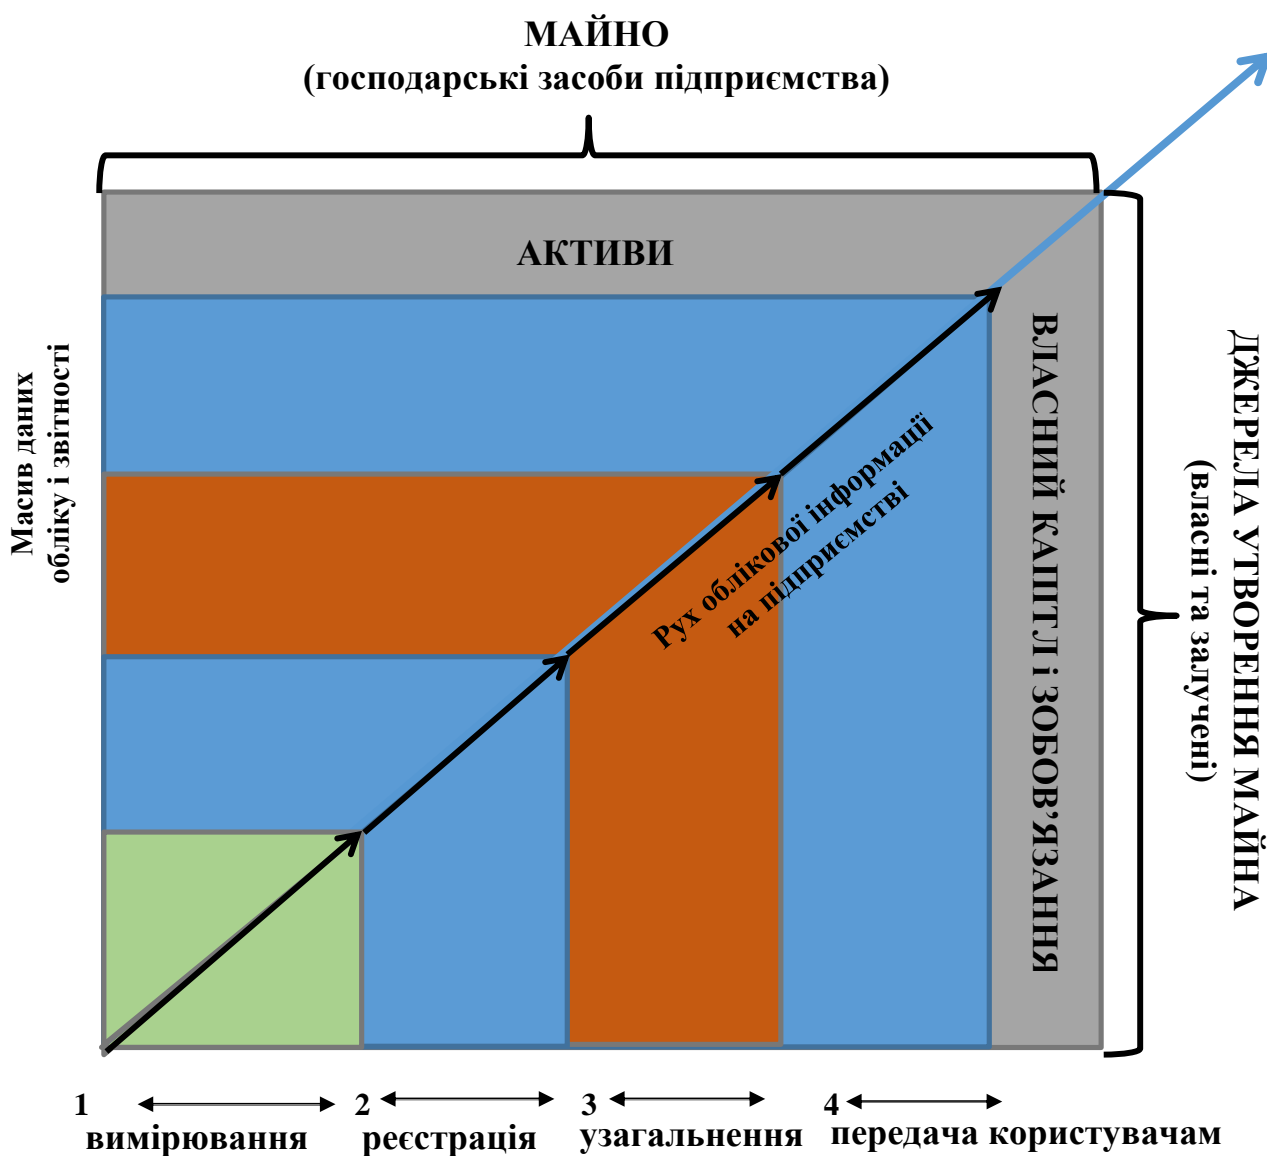 МАЙНО
(господарські засоби підприємства)
АКТИВИ
Масив даних
обліку і звітності
Рух облікової інформації
на підприємстві
ВЛАСНИЙ КАПІТЛ і ЗОБОВ’ЯЗАННЯ
ДЖЕРЕЛА УТВОРЕННЯ МАЙНА
(власні та залучені)
1
вимірювання
2
реєстрація
3
узагальнення
4
передача користувачам